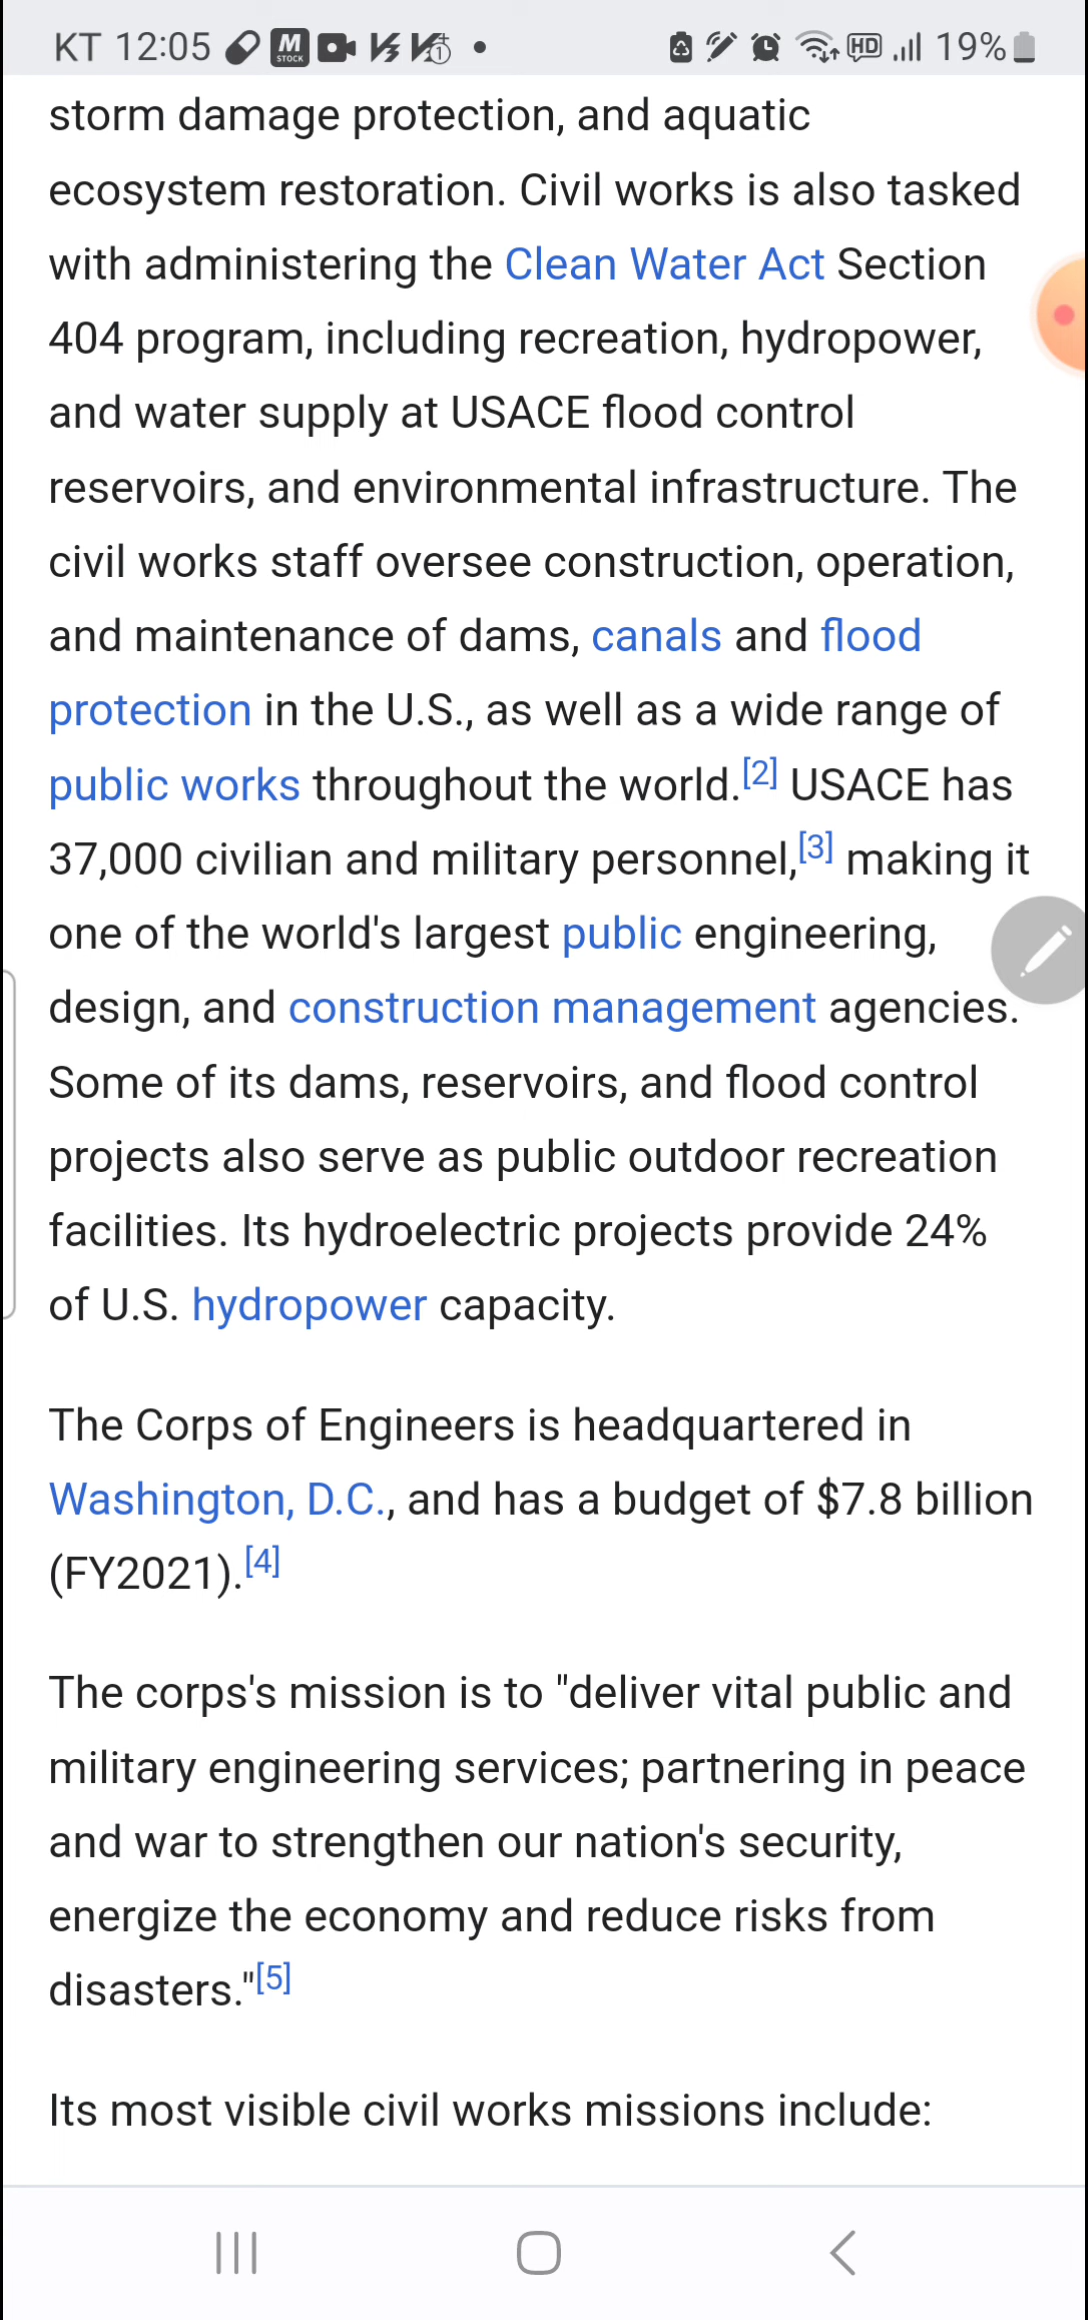 KT 12:05 M STOCK 1 HD 19%
storm damage protection, and aquatic
ecosystem restoration. Civil works is also tasked
with administering the Clean Water Act Section
404 program, including recreation, hydropower,
and water supply at USACE flood control
reservoirs, and environmental infrastructure. The
civil works staff oversee construction, operation,
and maintenance of dams, canals and flood
protection in the U.S., as well as a wide range of
public works throughout the world.[2] USACE has
37,000 civilian and military personnel,[3] making it
one of the world's largest public engineering,
design, and construction management agencies.
Some of its dams, reservoirs, and flood control
projects also serve as public outdoor recreation
facilities. Its hydroelectric projects provide 24%
of U.S. hydropower capacity.
The Corps of Engineers is headquartered in
Washington, D.C., and has a budget of $7.8 billion
(FY2021).[4]
The corps's mission is to "deliver vital public and
military engineering services; partnering in peace
and war to strengthen our nation's security,
energize the economy and reduce risks from
disasters."[5]
Its most visible civil works missions include: